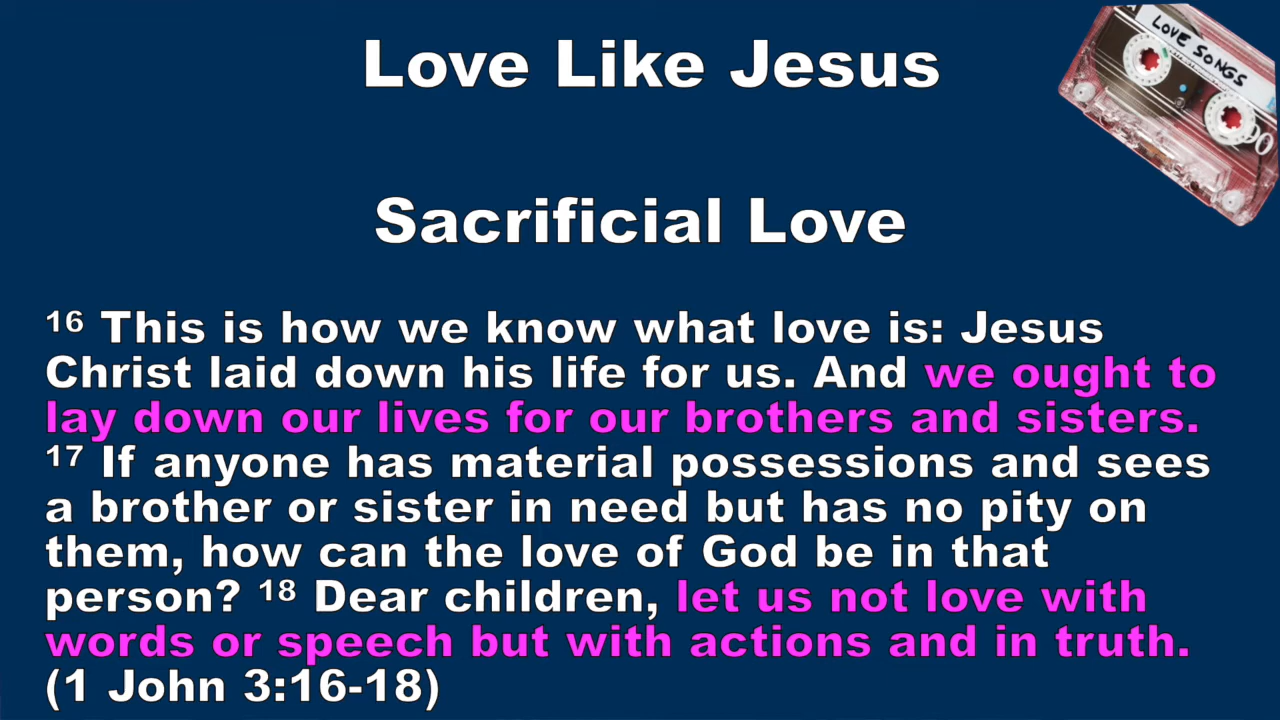 Love Like Jesus
LOVE SONGS
90
Sacrificial Love
16 This is how we know what love is: Jesus
Christ laid down his life for us. And we ought to
lay down our lives for our brothers and sisters.
17 If anyone has material possessions and sees
a brother or sister in need but has no pity on
them, how can the love of God be in that
person? 18 Dear children, let us not love with
words or speech but with actions and in truth.
(1 John 3:16-18)